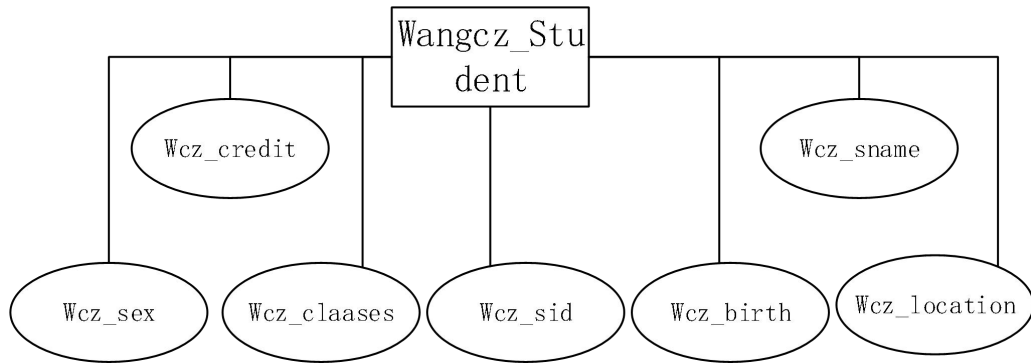 Wangcz_Stu
dent
Wcz_credit
Wcz_sname
Wcz_sex
Wcz_claases
Wcz_sid
Wcz_birth
Wcz_location